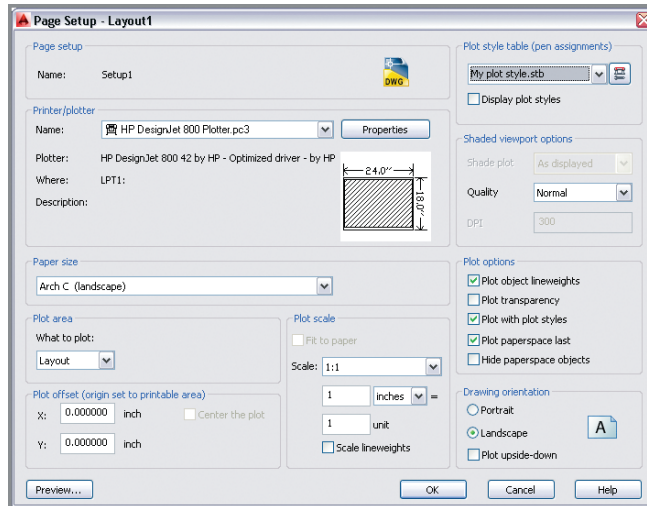 Page Setup - Layout1
Page setup
Name: Setup1
DWG
Plot style table (pen assignments)
My plot style.stb
Display plot styles
Printer/plotter
Name: HP DesignJet 800 Plotter.pc3 Properties
Plotter: HP DesignJet 800 42 by HP - Optimized driver - by HP
Where: LPT1:
Description:
24.0''
18.0''
Shaded viewport options
Shade plot As displayed
Quality Normal
DPI 300
Paper size
Arch C (landscape)
Plot options
Plot object lineweights
Plot transparency
Plot with plot styles
Plot paperspace last
Hide paperspace objects
Plot area
What to plot:
Layout
Plot scale
Fit to paper
Scale: 1:1
1 inches =
1 unit
Scale lineweights
Plot offset (origin set to printable area)
X: 0.000000 inch Center the plot
Y: 0.000000 inch
Drawing orientation
Portrait
Landscape
Plot upside-down
A
Preview... OK Cancel Help